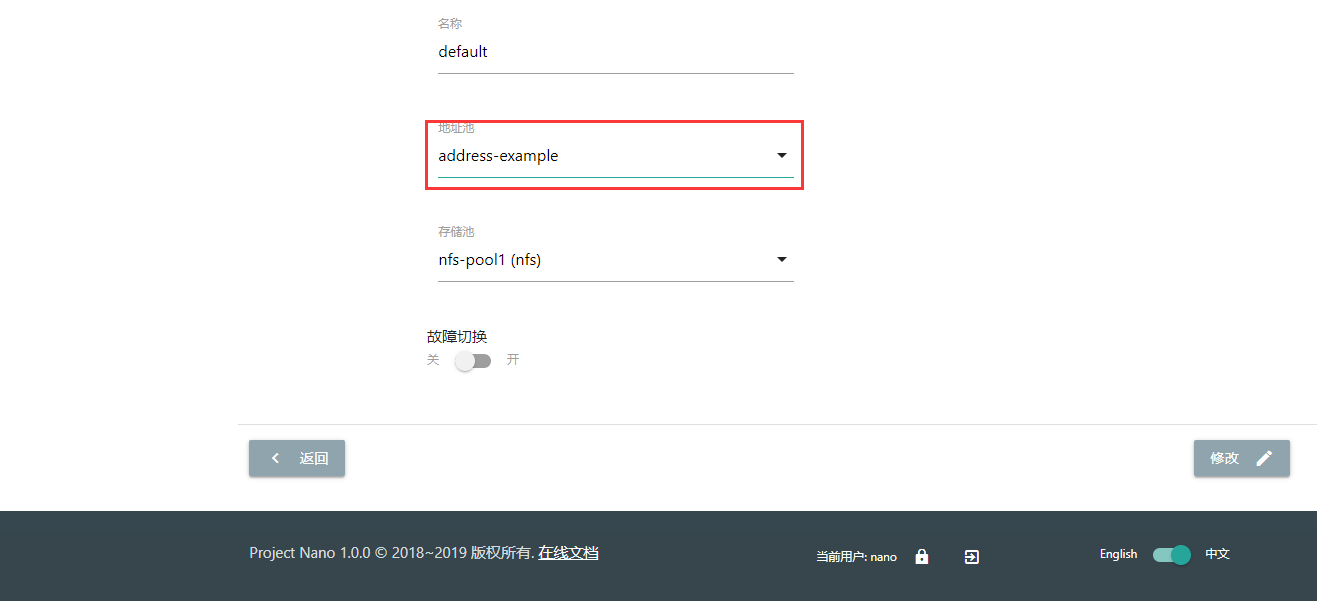 名称
default
地址池
address-example
存储池
nfs-pool1 (nfs)
故障切换
关 开
返回 修改
Project Nano 1.0.0 © 2018~2019 版权所有. 在线文档 当前用户: nano English 中文